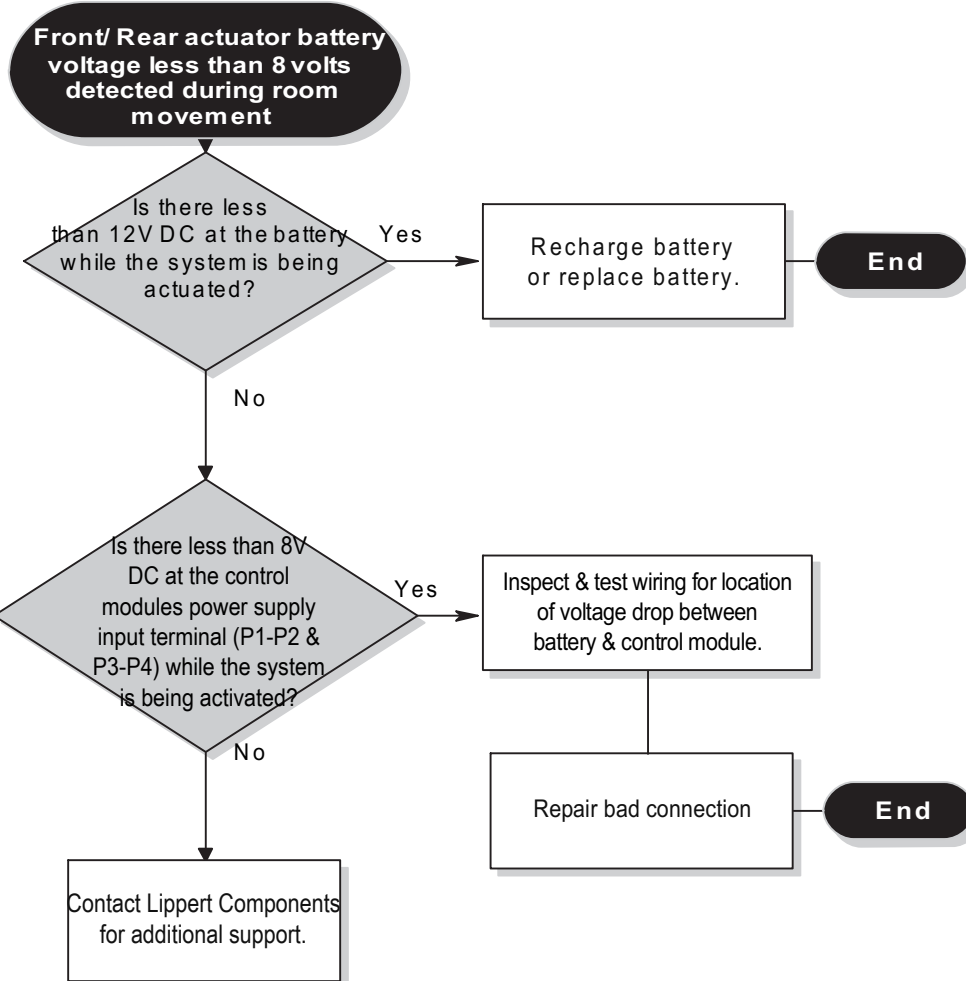 Front/ Rear actuator battery
voltage less than 8 volts
detected during room
movement
Is there less
than 12V DC at the battery
while the system is being
actuated?
Yes
Recharge battery
or replace battery.
End
No
Is there less than 8V
DC at the control
modules power supply
input terminal (P1-P2 &
P3-P4) while the system
is being activated?
Yes
Inspect & test wiring for location
of voltage drop between
battery & control module.
No
Repair bad connection
End
Contact Lippert Components
for additional support.